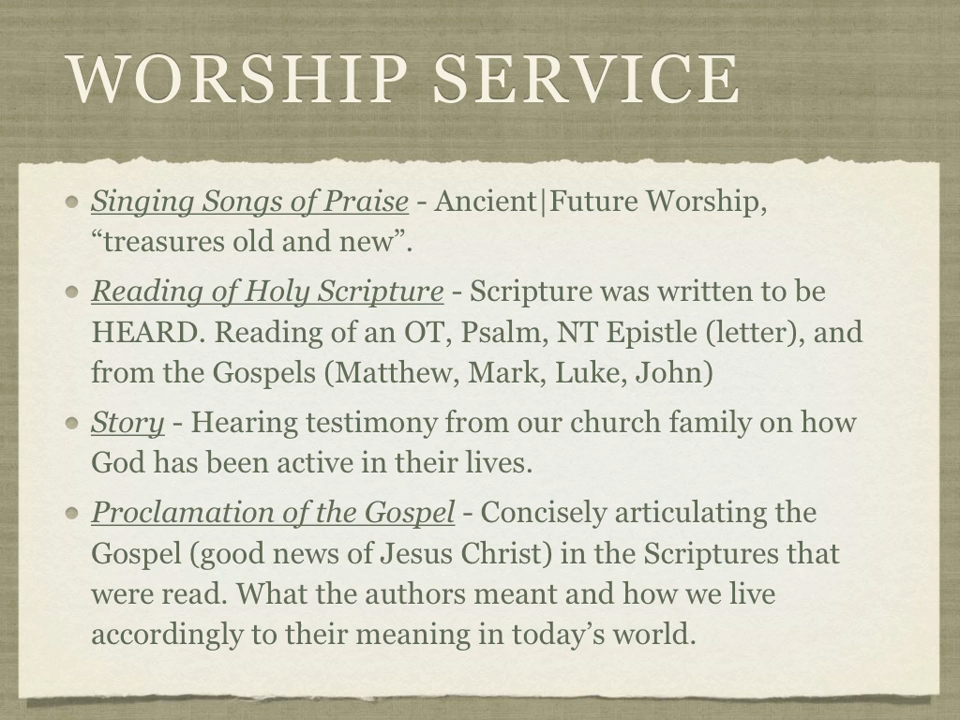 WORSHIP SERVICE
Singing Songs of Praise - Ancient|Future Worship,
“treasures old and new”.
Reading of Holy Scripture - Scripture was written to be
HEARD. Reading of an OT, Psalm, NT Epistle (letter), and
from the Gospels (Matthew, Mark, Luke, John)
Story - Hearing testimony from our church family on how
God has been active in their lives.
Proclamation of the Gospel - Concisely articulating the
Gospel (good news of Jesus Christ) in the Scriptures that
were read. What the authors meant and how we live
accordingly to their meaning in today’s world.